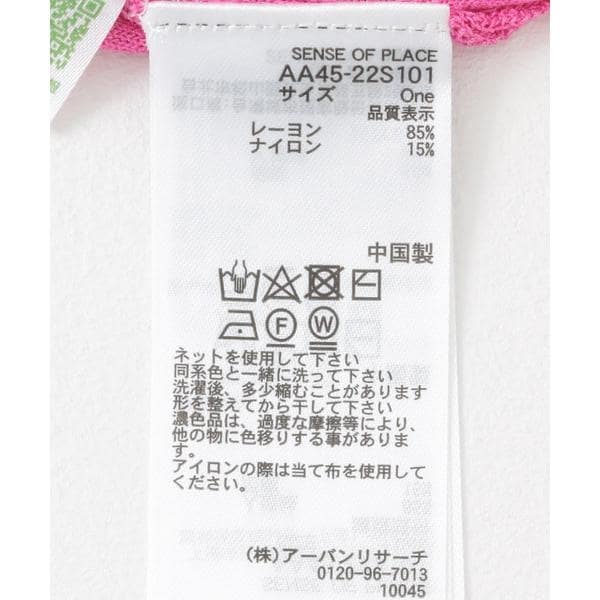 SENSE OF PLACE
AA45-22S101
サイズ One
品質表示
レーヨン 85%
ナイロン 15%
中国製
F W
ネットを使用して下さい
同系色と一緒に洗って下さい
洗濯後、多少縮むことがあります
形を整えてから干して下さい
濃色品は、過度な摩擦等により、
他の物に色移りする事がありま
す。
アイロンの際は当て布を使用して
ください。
(株)アーバンリサーチ
0120-96-7013
10045